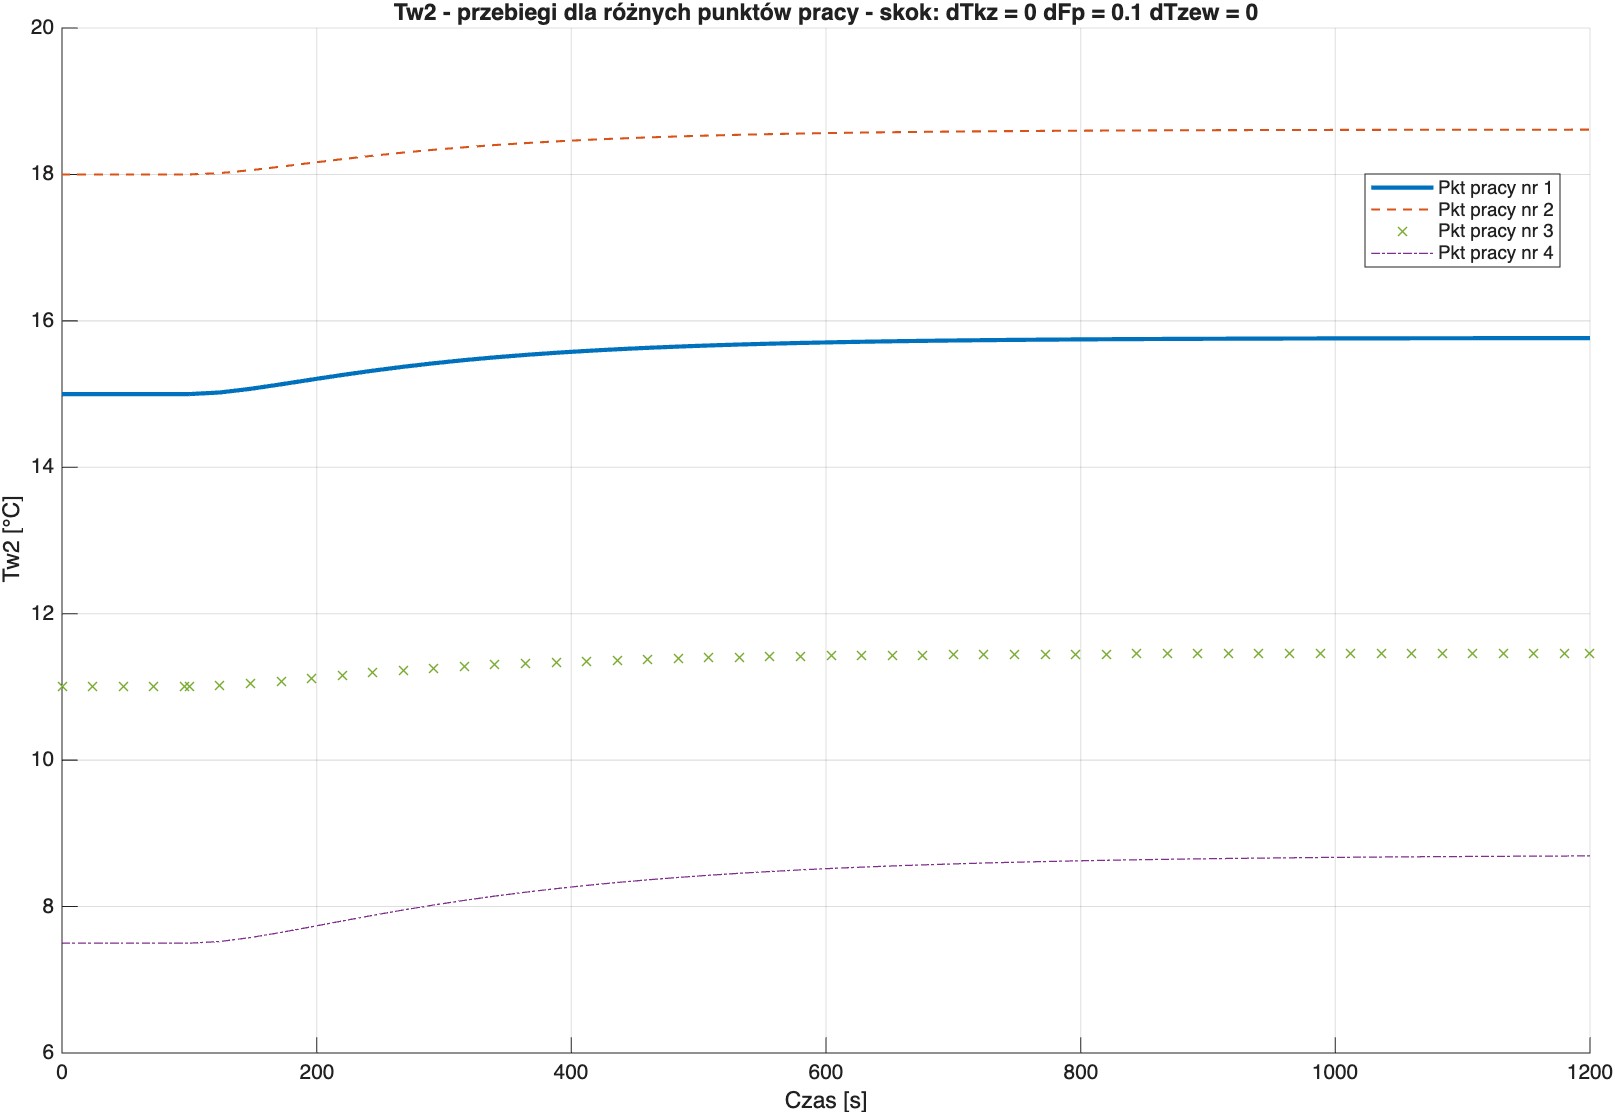 Tw2 - przebiegi dla różnych punktów pracy - skok: dTkz = 0 dFp = 0.1 dTzew = 0
20
18
16
14
12
10
8
6
Tw2 [°C]
Pkt pracy nr 1
Pkt pracy nr 2
Pkt pracy nr 3
Pkt pracy nr 4
0
200
400
600
800
1000
1200
Czas [s]